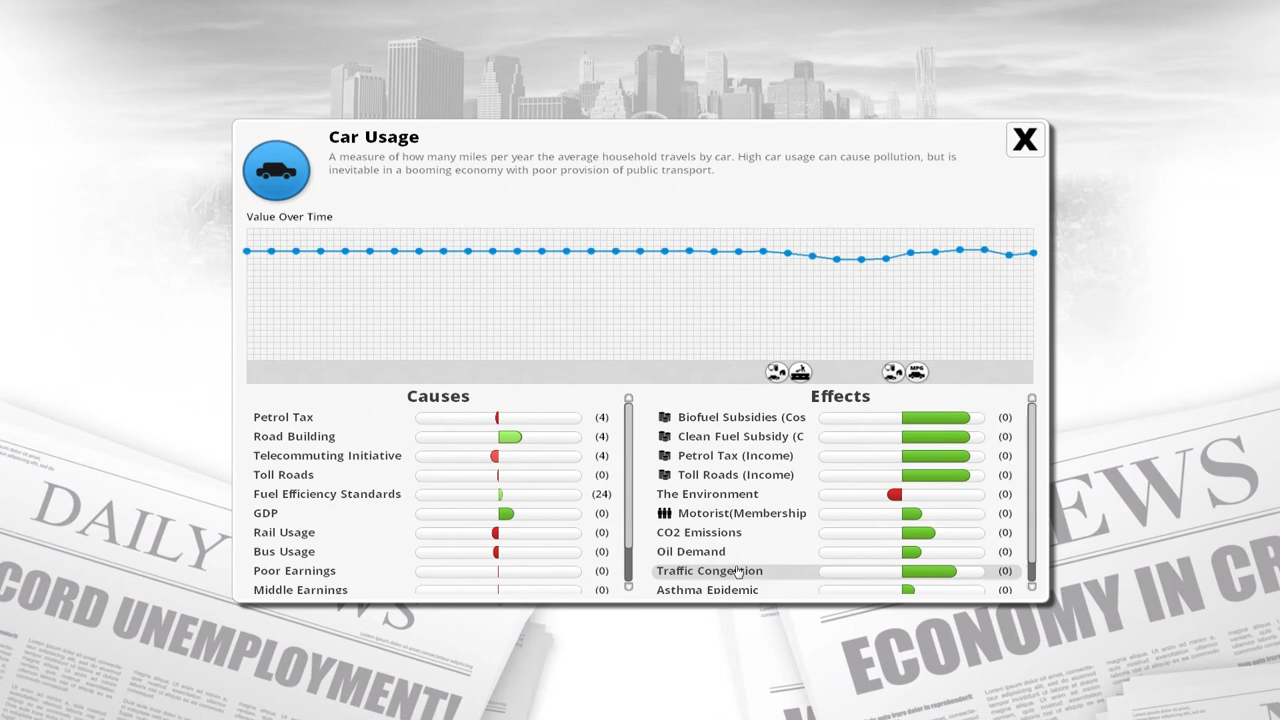 Car Usage
A measure of how many miles per year the average household travels by car. High car usage can cause pollution, but is
inevitable in a booming economy with poor provision of public transport.
X
Value Over Time
MPG
Causes
Effects
Petrol Tax (4)
Road Building (4)
Telecommuting Initiative (4)
Toll Roads (0)
Fuel Efficiency Standards (24)
GDP (0)
Rail Usage (0)
Bus Usage (0)
Poor Earnings (0)
Middle Earnings (0)
Biofuel Subsidies (Cos (0)
Clean Fuel Subsidy (C (0)
Petrol Tax (Income) (0)
Toll Roads (Income) (0)
The Environment (0)
Motorist(Membership (0)
CO2 Emissions (0)
Oil Demand (0)
Traffic Congestion (0)
Asthma Epidemic (0)
DAILY
NEWS
CORD UNEMPLOYMENT!
ECONOMY IN CR